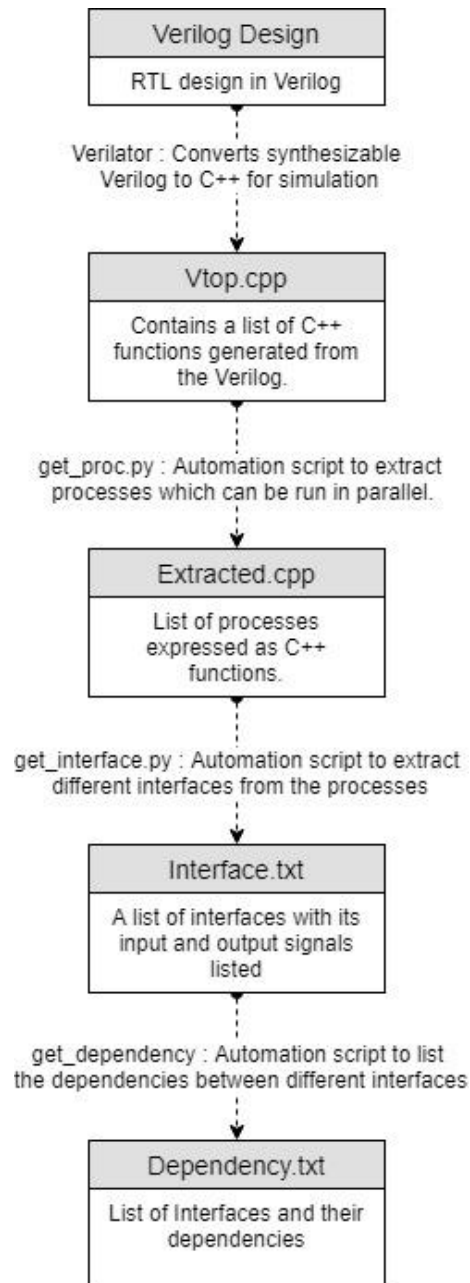 Verilog Design
RTL design in Verilog
Verilator : Converts synthesizable
Verilog to C++ for simulation
Vtop.cpp
Contains a list of C++
functions generated from
the Verilog.
get_proc.py : Automation script to extract
processes which can be run in parallel.
Extracted.cpp
List of processes
expressed as C++
functions.
get_interface.py : Automation script to extract
different interfaces from the processes
Interface.txt
A list of interfaces with its
input and output signals
listed
get_dependency : Automation script to list
the dependencies between different interfaces
Dependency.txt
List of Interfaces and their
dependencies